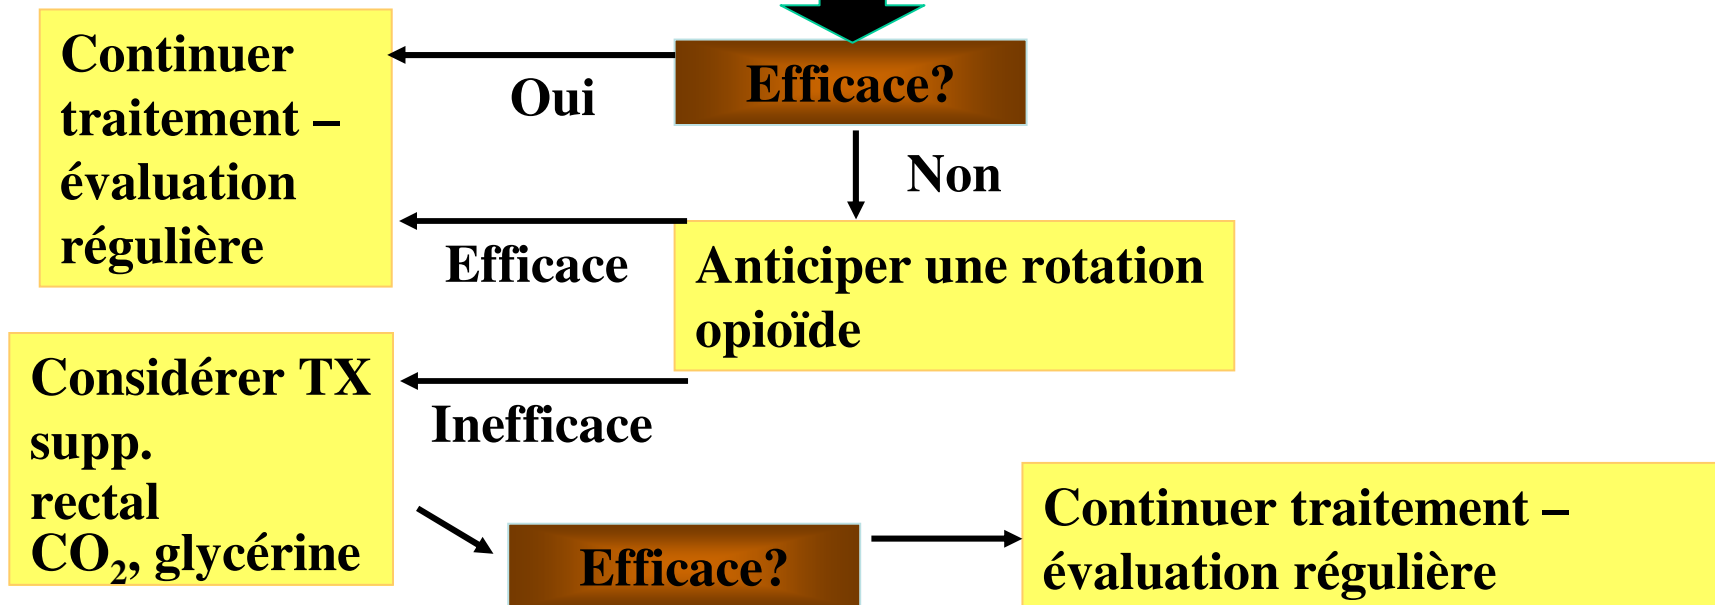 Continuer
traitement –
évaluation
régulière
Oui
Efficace?
Non
Efficace
Anticiper une rotation
opioïde
Inefficace
Considérer TX
supp.
rectal
CO₂, glycérine
Efficace?
Continuer traitement –
évaluation régulière